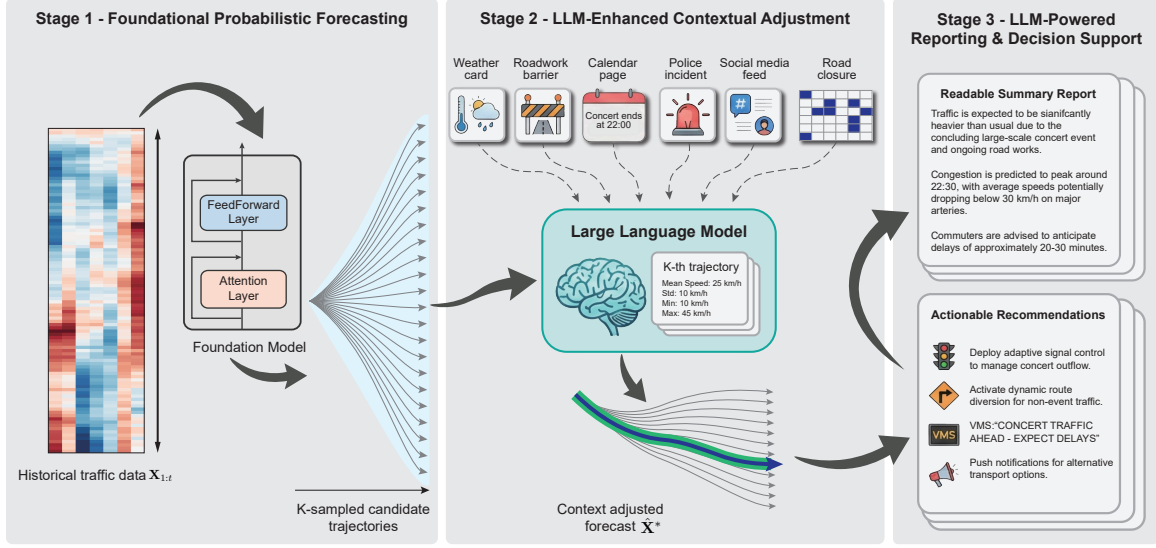 Stage 1 - Foundational Probabilistic Forecasting
FeedForward
Layer
Attention
Layer
Foundation Model
Historical traffic data X₁:ₜ
K-sampled candidate
trajectories
Stage 2 - LLM-Enhanced Contextual Adjustment
Weather
card
Roadwork
barrier
Calendar
page
Police
incident
Social media
feed
Road
closure
Concert ends
at 22:00
#
Large Language Model
K-th trajectory
Mean Speed: 25 km/h
Std: 10 km/h
Min: 10 km/h
Max: 45 km/h
Context adjusted
forecast X̂*
Stage 3 - LLM-Powered
Reporting & Decision Support
Readable Summary Report
Traffic is expected to be sianifcantly
heavier than usual due to the
concluding large-scale concert event
and ongoing road works.
Congestion is predicted to peak around
22:30, with average speeds potentially
dropping below 30 km/h on major
arteries.
Commuters are advised to anticipate
delays of approximately 20-30 minutes.
Actionable Recommendations
Deploy adaptive signal control
to manage concert outflow.
Activate dynamic route
diversion for non-event traffic.
VMS
VMS:“CONCERT TRAFFIC
AHEAD - EXPECT DELAYS”
Push notifications for alternative
transport options.